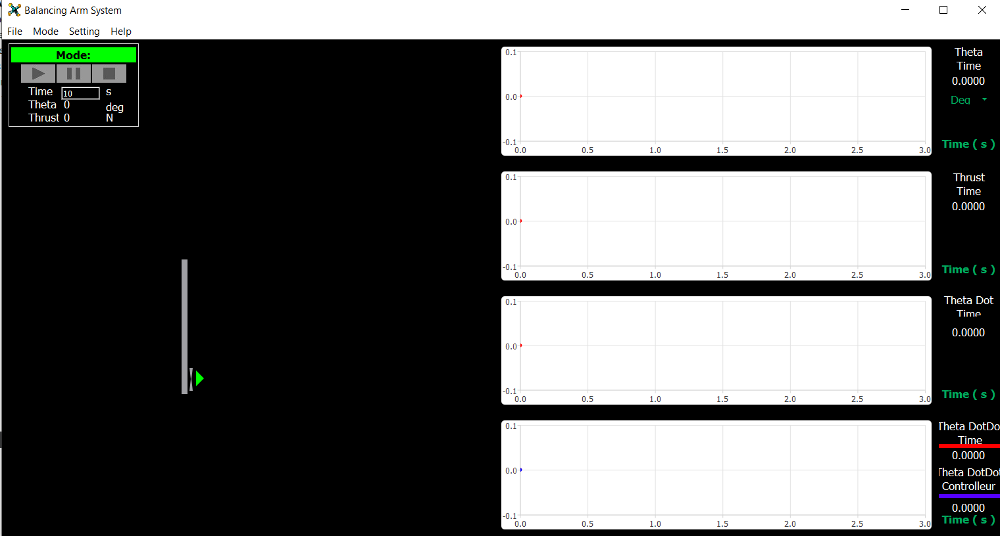 Balancing Arm System
File Mode Setting Help
Mode:
Time 10 s
Theta 0 deg
Thrust 0 N
0.1
0.0
-0.1
0.0 0.5 1.0 1.5 2.0 2.5 3.0
Theta
Time
0.0000
Deg
Time ( s )
0.1
0.0
-0.1
0.0 0.5 1.0 1.5 2.0 2.5 3.0
Thrust
Time
0.0000
Time ( s )
0.1
0.0
-0.1
0.0 0.5 1.0 1.5 2.0 2.5 3.0
Theta Dot
Time
0.0000
Time ( s )
0.1
0.0
-0.1
0.0 0.5 1.0 1.5 2.0 2.5 3.0
Theta DotDo
Time
0.0000
Theta DotDot
Controlleur
0.0000
Time ( s )